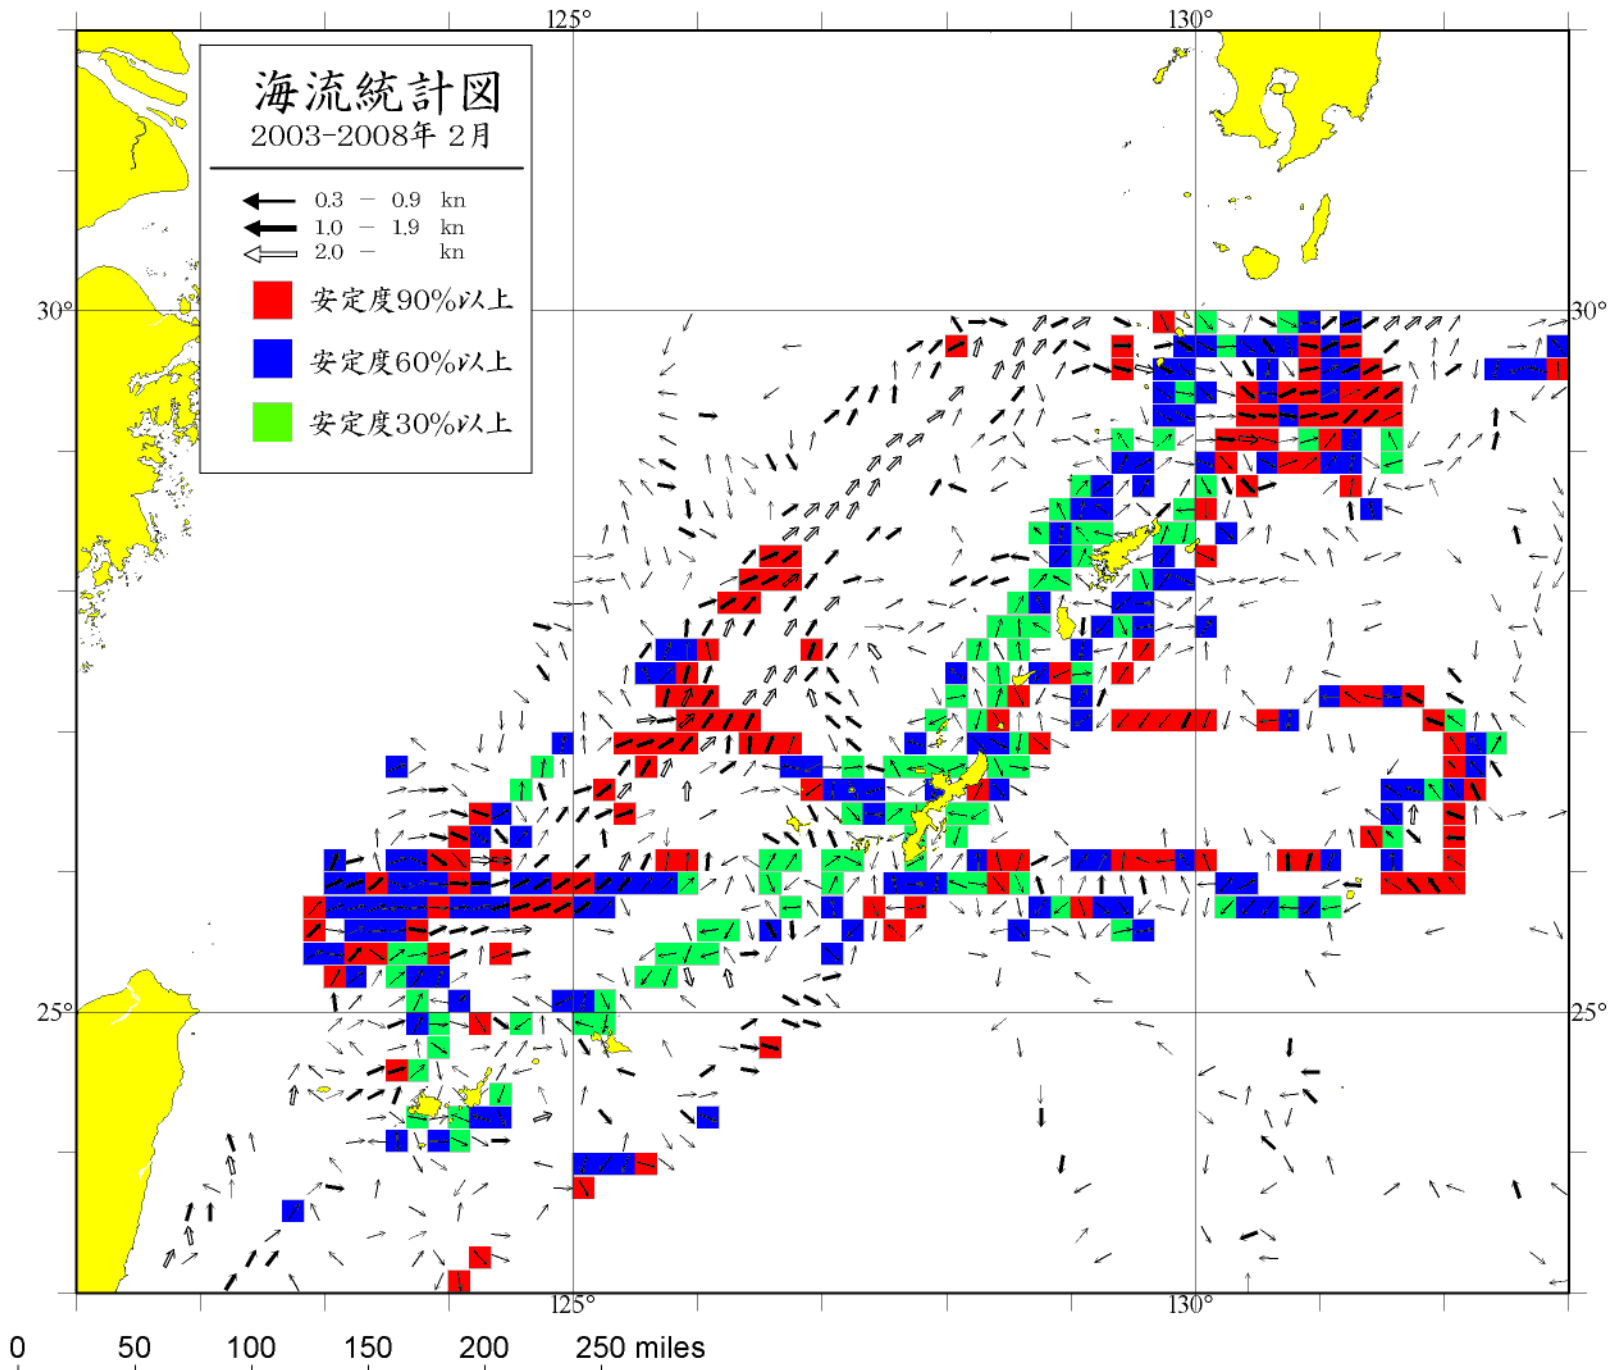 125°
130°
海流統計図
2003-2008年 2月
0.3 － 0.9 kn
1.0 － 1.9 kn
2.0 － kn
安定度90%以上
安定度60%以上
安定度30%以上
30°
30°
25°
25°
125°
130°
0 50 100 150 200 250 miles